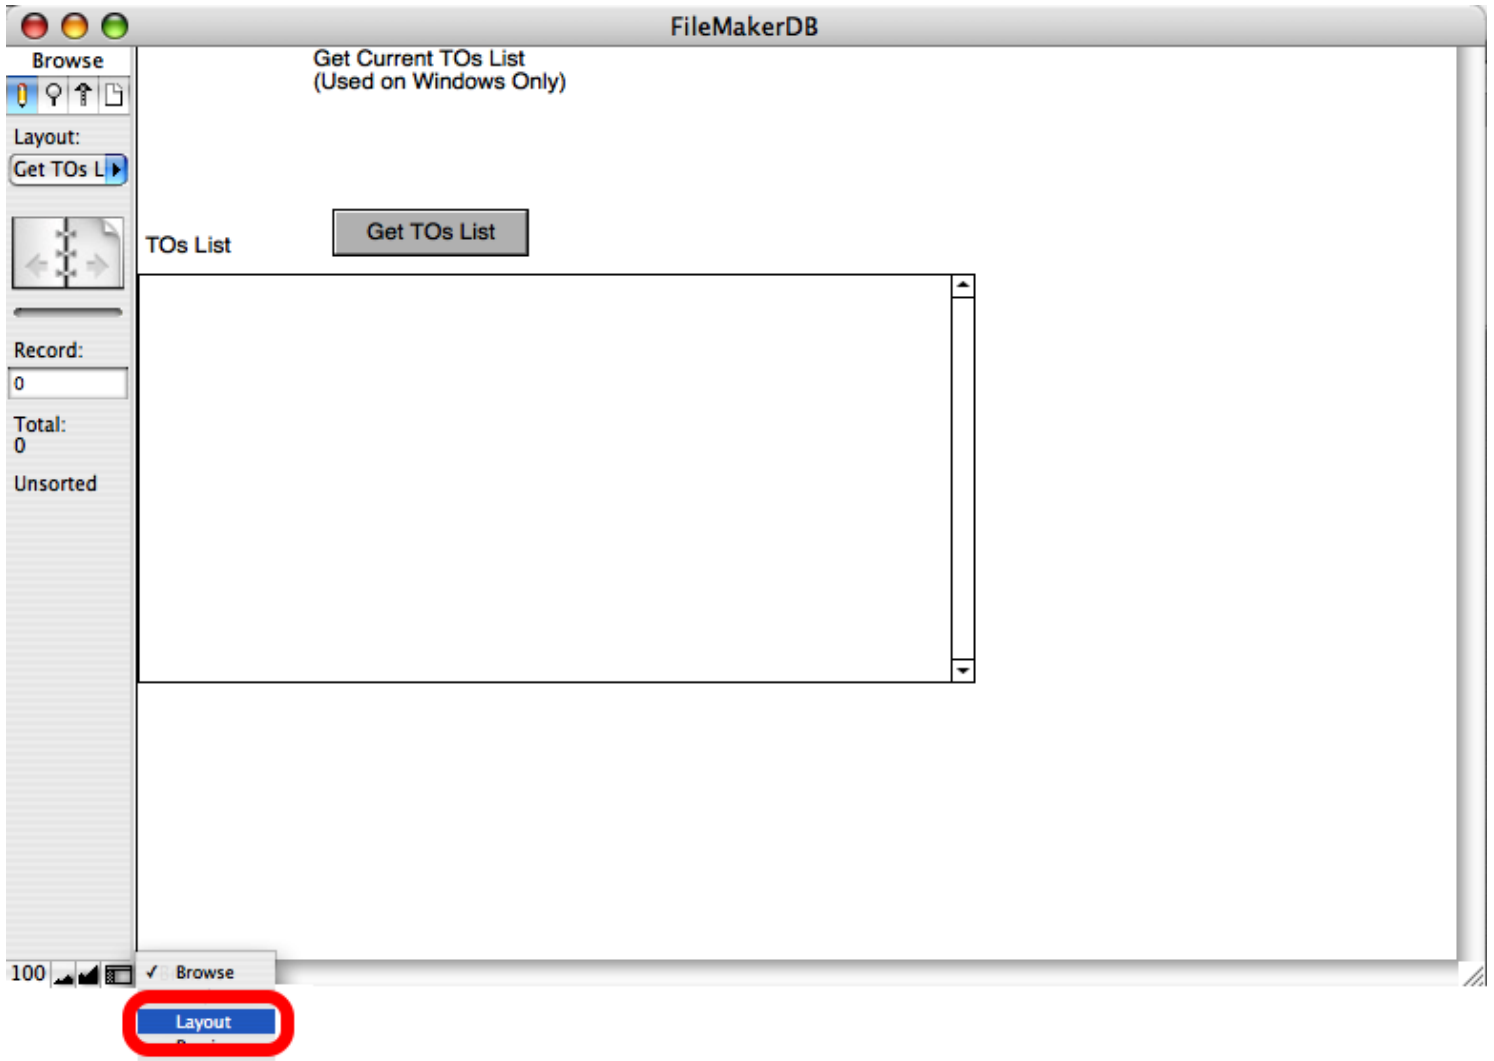 FileMakerDB
Browse
Get Current TOs List
(Used on Windows Only)
Layout:
Get TOs L
Get TOs List
TOs List
Record:
0
Total:
0
Unsorted
100
✓ Browse
Layout